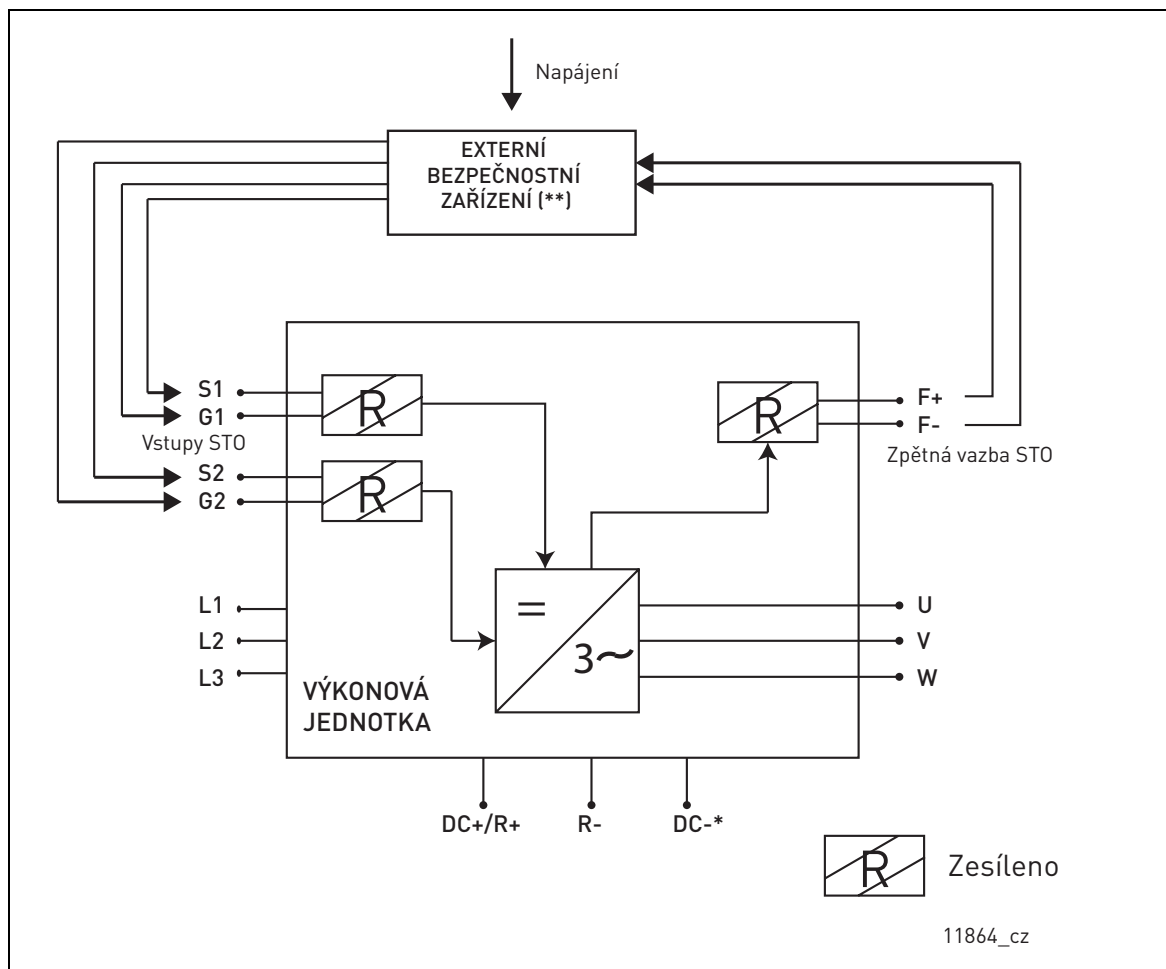 Napájení
EXTERNÍ
BEZPEČNOSTNÍ
ZAŘÍZENÍ (**)
S1
G1
Vstupy STO
S2
G2
R
R
R
F+
F-
Zpětná vazba STO
L1
L2
L3
=
3~
U
V
W
VÝKONOVÁ
JEDNOTKA
DC+/R+
R-
DC-*
R
Zesíleno
11864_cz